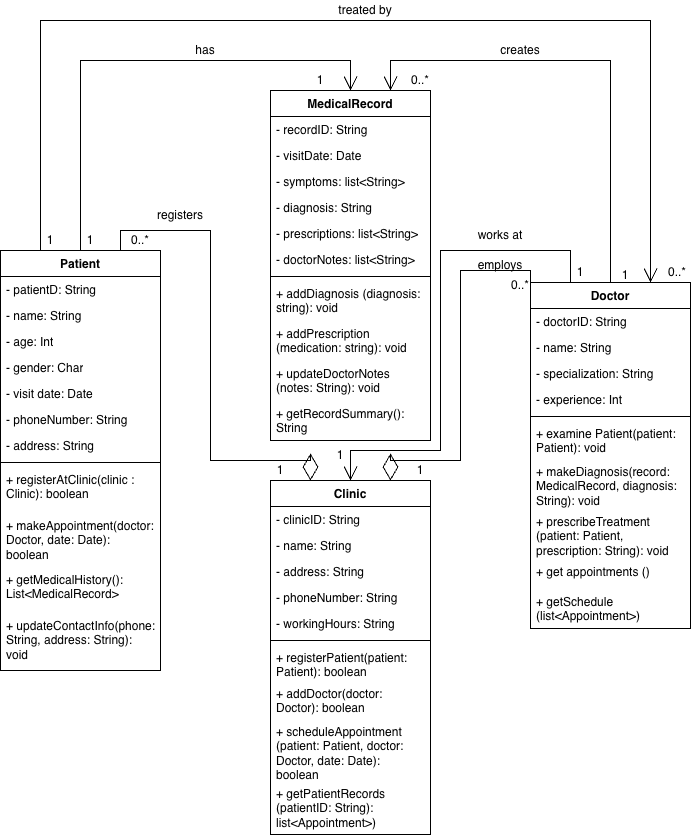 treated by
has
creates
1
0..*
MedicalRecord
- recordID: String
- visitDate: Date
- symptoms: list<String>
- diagnosis: String
- prescriptions: list<String>
- doctorNotes: list<String>
+ addDiagnosis (diagnosis:
string): void
+ addPrescription
(medication: string): void
+ updateDoctorNotes
(notes: String): void
+ getRecordSummary():
String
registers
1
1
0..*
Patient
- patientD: String
- name: String
- age: Int
- gender: Char
- visit date: Date
- phoneNumber: String
- address: String
+ registerAtClinic(clinic :
Clinic): boolean
+ makeAppointment(doctor:
Doctor, date: Date):
boolean
+ getMedicalHistory():
List<MedicalRecord>
+ updateContactInfo(phone:
String, address: String):
void
works at
employs
0..*
1
1
0..*
Doctor
- doctorID: String
- name: String
- specialization: String
- experience: Int
+ examine Patient(patient:
Patient): void
+ makeDiagnosis(record:
MedicalRecord, diagnosis:
String): void
+ prescribeTreatment
(patient: Patient,
prescription: String): void
+ get appointments ()
+ getSchedule
(list<Appointment>)
1
1
1
Clinic
- clinicID: String
- name: String
- address: String
- phoneNumber: String
- workingHours: String
+ registerPatient(patient:
Patient): boolean
+ addDoctor(doctor:
Doctor): boolean
+ scheduleAppointment
(patient: Patient, doctor:
Doctor, date: Date):
boolean
+ getPatientRecords
(patientID: String):
list<Appointment>)